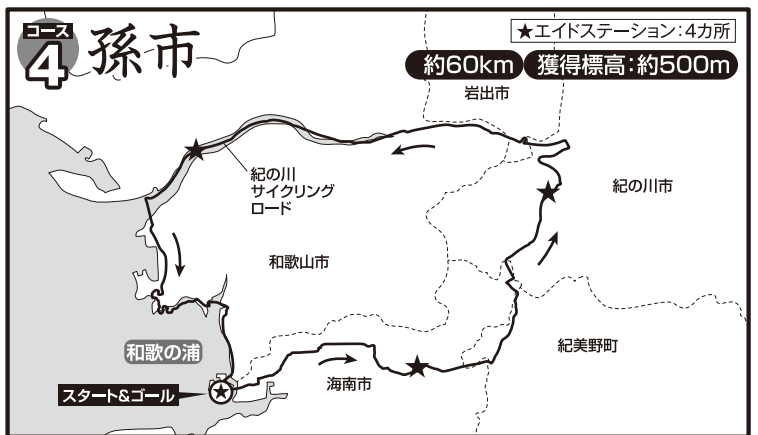 コース
4
孫市
★エイドステーション:4カ所
約60km
獲得標高:約500m
岩出市
紀の川
サイクリング
ロード
紀の川市
和歌山市
和歌の浦
紀美野町
海南市
スタート&ゴール